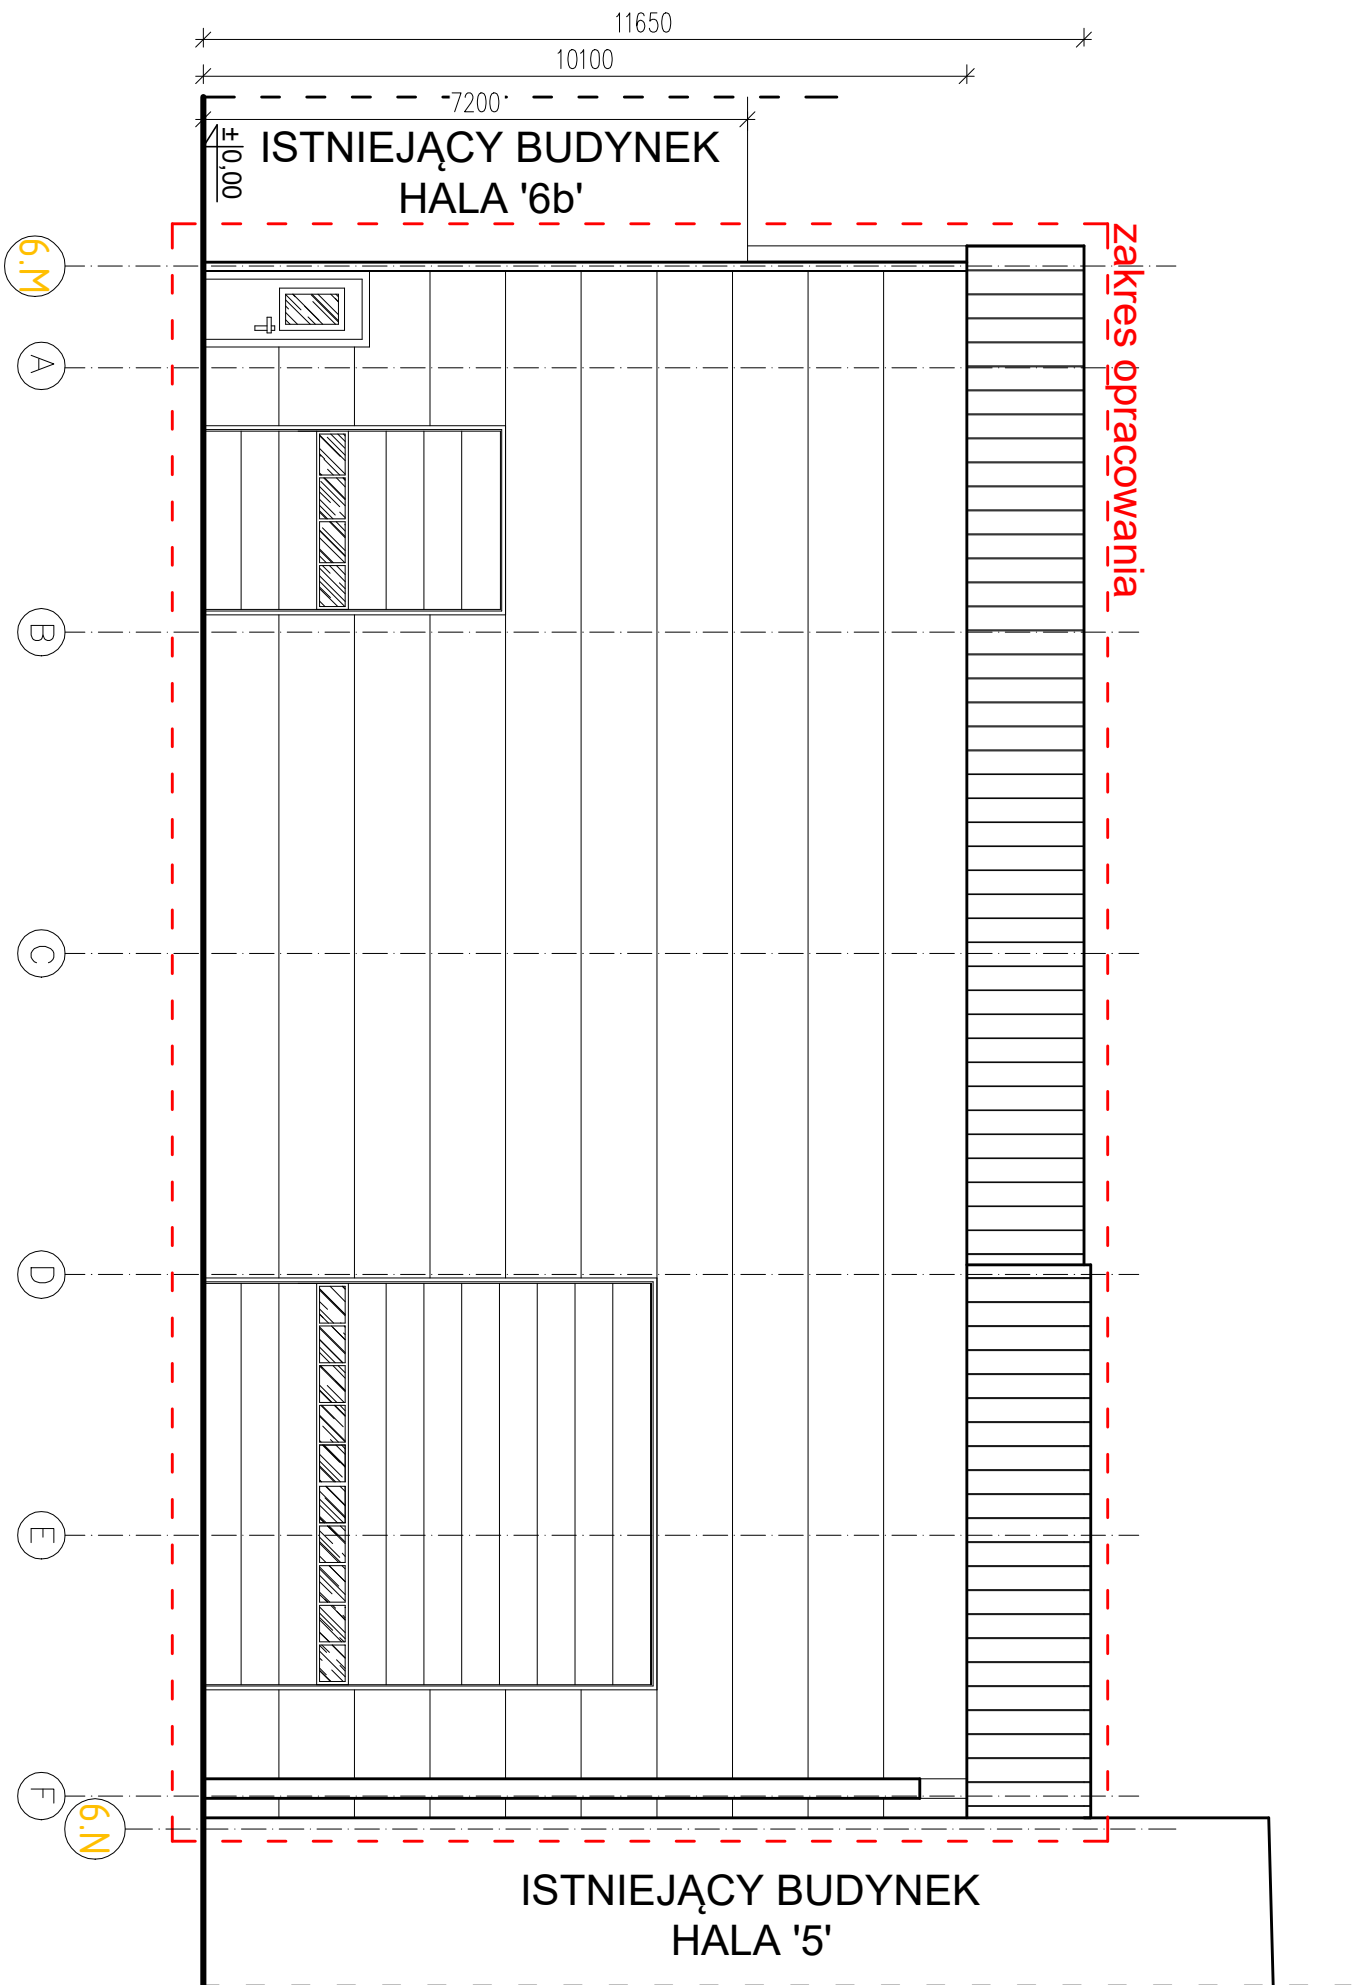 11650
10100
7200
±0,00
ISTNIEJĄCY BUDYNEK
HALA '6b'
zakres opracowania
6.M
A
B
C
D
E
F
6.N
ISTNIEJĄCY BUDYNEK
HALA '5'